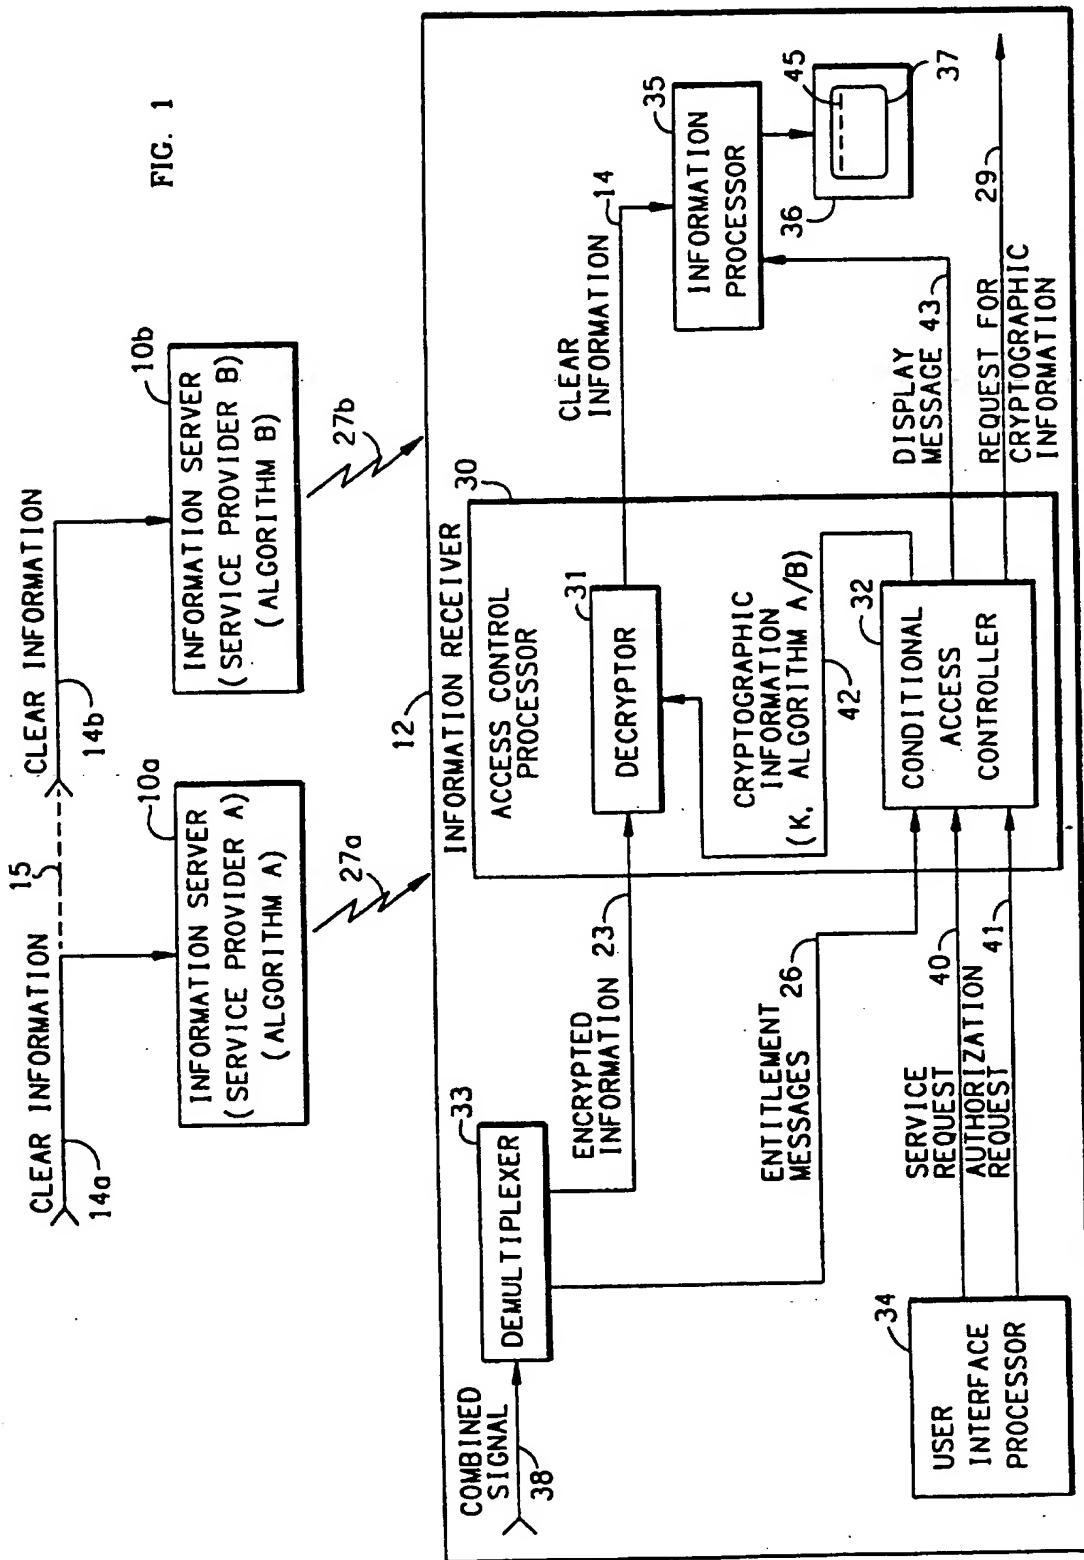 FIG. 1
CLEAR INFORMATION
14a
15
CLEAR INFORMATION
14b
10a
INFORMATION SERVER
(SERVICE PROVIDER A)
(ALGORITHM A)
27a
10b
INFORMATION SERVER
(SERVICE PROVIDER B)
(ALGORITHM B)
27b
12
INFORMATION RECEIVER
30
ACCESS CONTROL
PROCESSOR
COMBINED
SIGNAL
38
33
DEMULTIPLEXER
ENCRYPTED
INFORMATION 23
31
DECRYPTOR
CLEAR
INFORMATION
14
35
INFORMATION
PROCESSOR
45
36
37
CRYPTOGRAPHIC
INFORMATION
(K, ALGORITHM A/B)
42
ENTITLEMENT
MESSAGES
26
32
CONDITIONAL
ACCESS
CONTROLLER
DISPLAY
MESSAGE 43
REQUEST FOR
CRYPTOGRAPHIC
INFORMATION
29
34
USER
INTERFACE
PROCESSOR
SERVICE
REQUEST
40
AUTHORIZATION
REQUEST
41